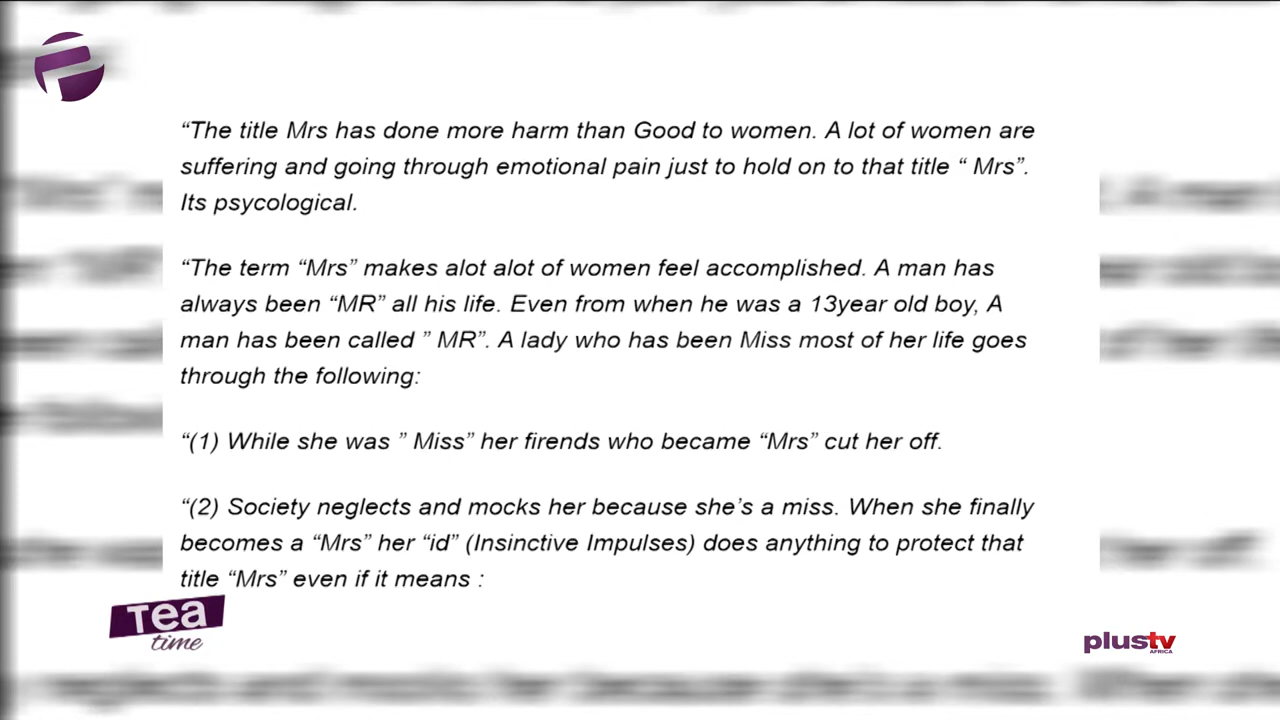 “The title Mrs has done more harm than Good to women. A lot of women are
suffering and going through emotional pain just to hold on to that title “ Mrs”.
Its psycological.
“The term “Mrs” makes alot alot of women feel accomplished. A man has
always been “MR” all his life. Even from when he was a 13year old boy, A
man has been called ” MR”. A lady who has been Miss most of her life goes
through the following:
“(1) While she was ” Miss” her firends who became “Mrs” cut her off.
“(2) Society neglects and mocks her because she’s a miss. When she finally
becomes a “Mrs” her “id” (Insinctive Impulses) does anything to protect that
title “Mrs” even if it means :
Tea
time
plustv
AFRICA